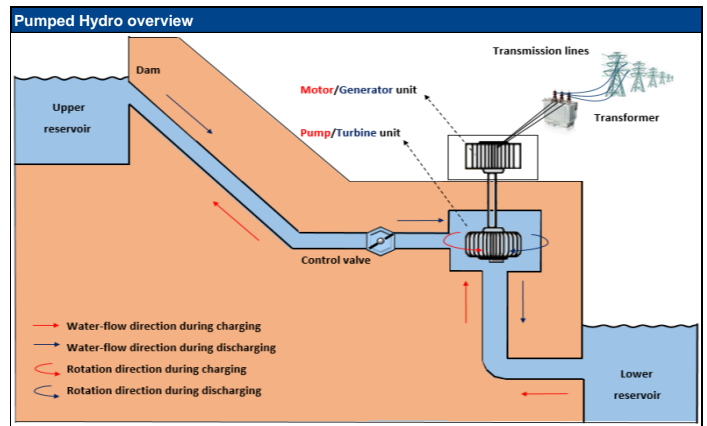 Pumped Hydro overview
Transmission lines
Dam
Motor/Generator unit
Upper
reservoir
Transformer
Pump/Turbine unit
Control valve
Water-flow direction during charging
Water-flow direction during discharging
Rotation direction during charging
Rotation direction during discharging
Lower
reservoir